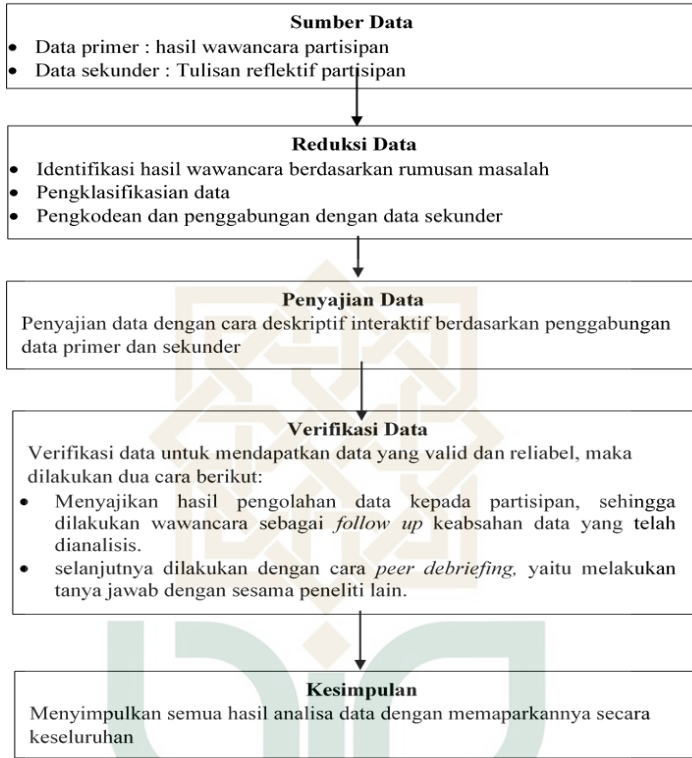 Sumber Data
• Data primer : hasil wawancara partisipan
• Data sekunder : Tulisan reflektif partisipan
Reduksi Data
• Identifikasi hasil wawancara berdasarkan rumusan masalah
• Pengklasifikasian data
• Pengkodean dan penggabungan dengan data sekunder
Penyajian Data
Penyajian data dengan cara deskriptif interaktif berdasarkan penggabungan
data primer dan sekunder
Verifikasi Data
Verifikasi data untuk mendapatkan data yang valid dan reliabel, maka
dilakukan dua cara berikut:
• Menyajikan hasil pengolahan data kepada partisipan, sehingga
dilakukan wawancara sebagai follow up keabsahan data yang telah
dianalisis.
• selanjutnya dilakukan dengan cara peer debriefing, yaitu melakukan
tanya jawab dengan sesama peneliti lain.
Kesimpulan
Menyimpulkan semua hasil analisa data dengan memaparkannya secara
keseluruhan